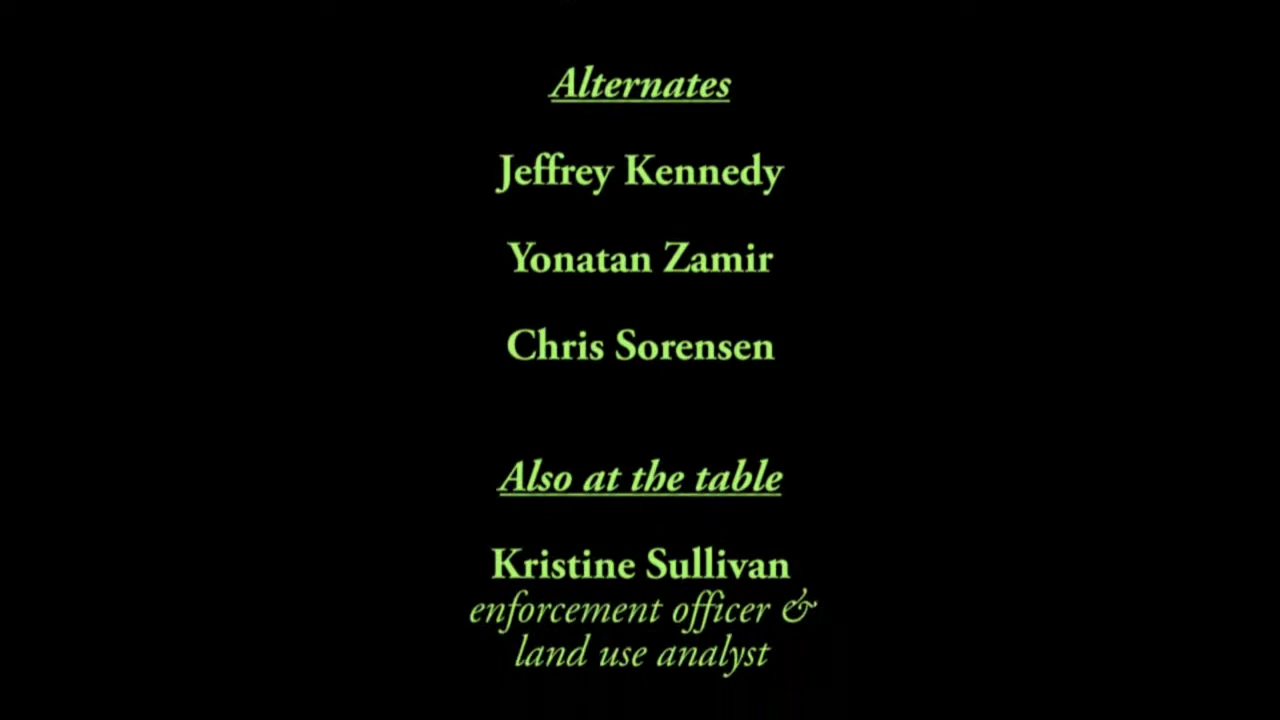 Alternates
Jeffrey Kennedy
Yonatan Zamir
Chris Sorensen
Also at the table
Kristine Sullivan
enforcement officer &
land use analyst